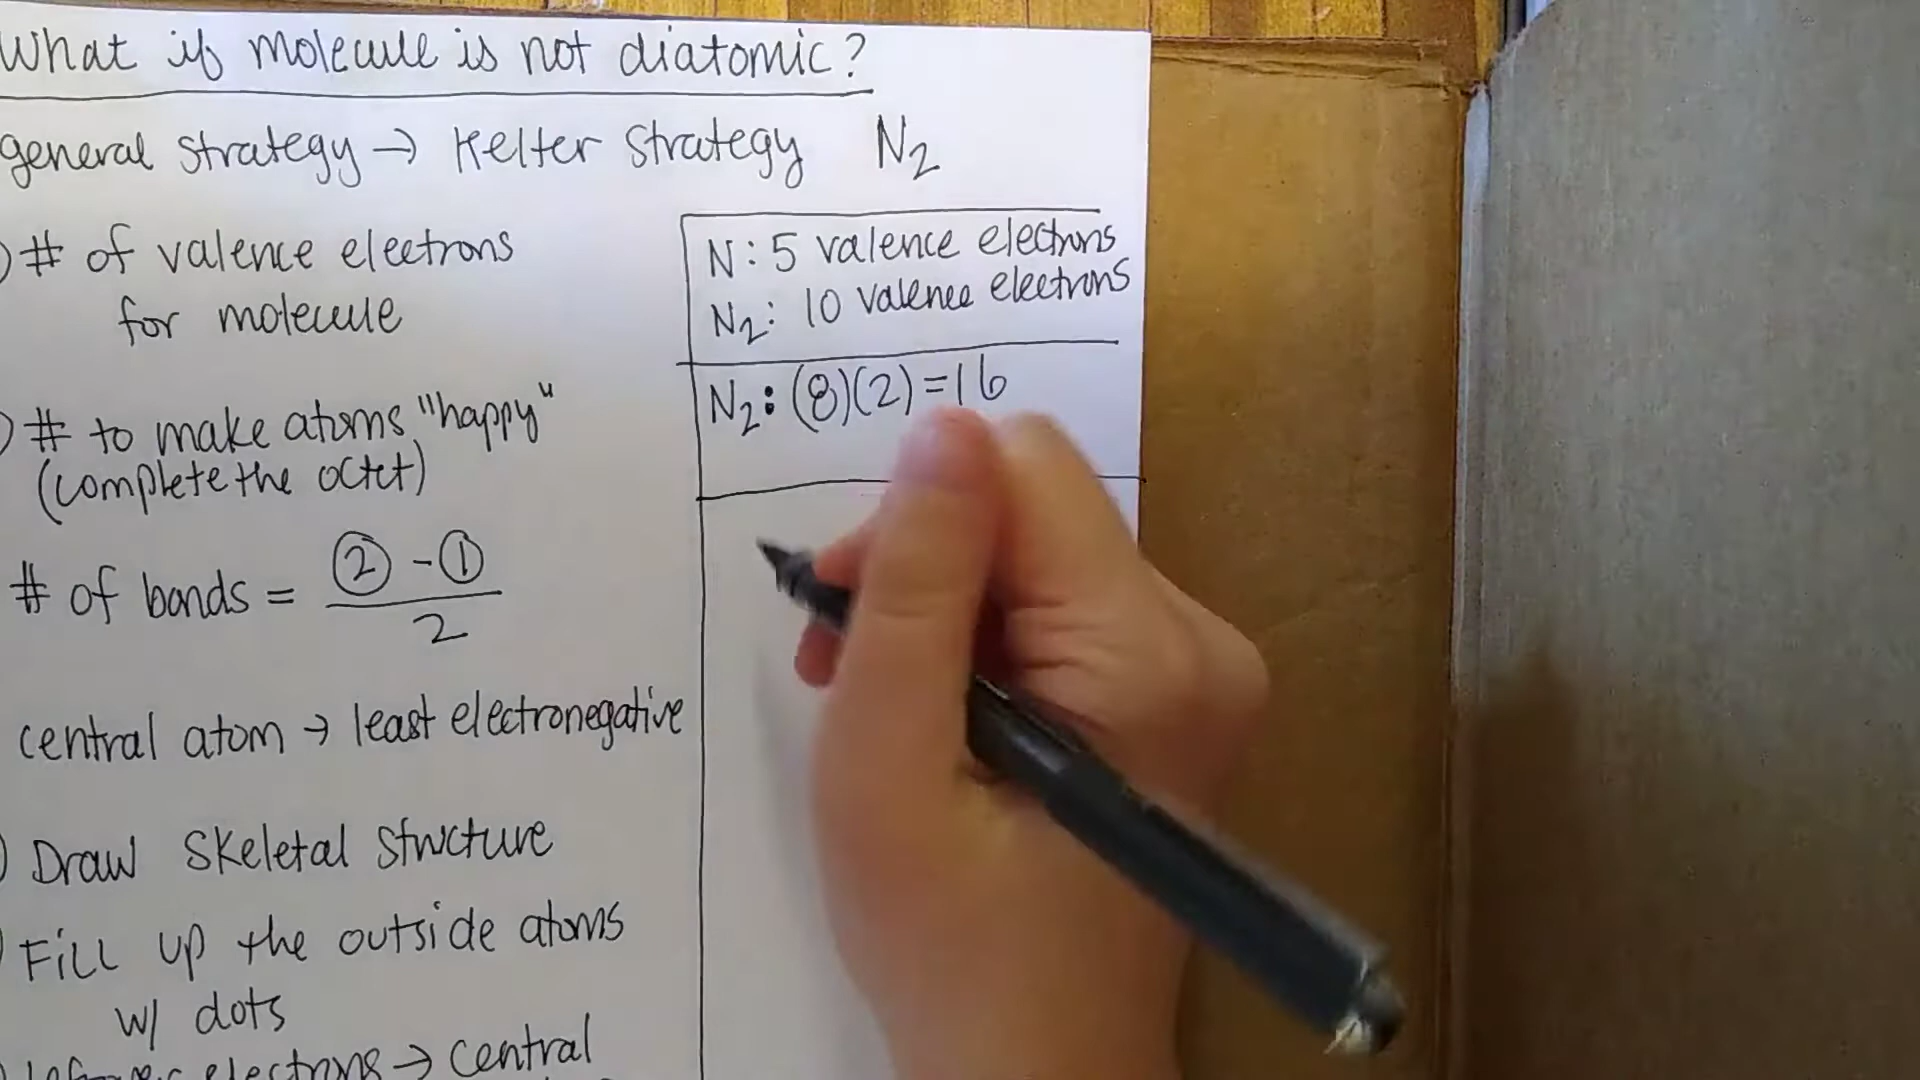 What if molecule is not diatomic?
general strategy → Kelter strategy N2
) # of valence electrons
for molecule
N: 5 valence electrons
N2: 10 valence electrons
) # to make atoms "happy"
(complete the octet)
N2: (8)(2) = 16
# of bonds = ② - ①
2
central atom → least electronegative
) Draw skeletal structure
) Fill up the outside atoms
w/ dots
electrons → central